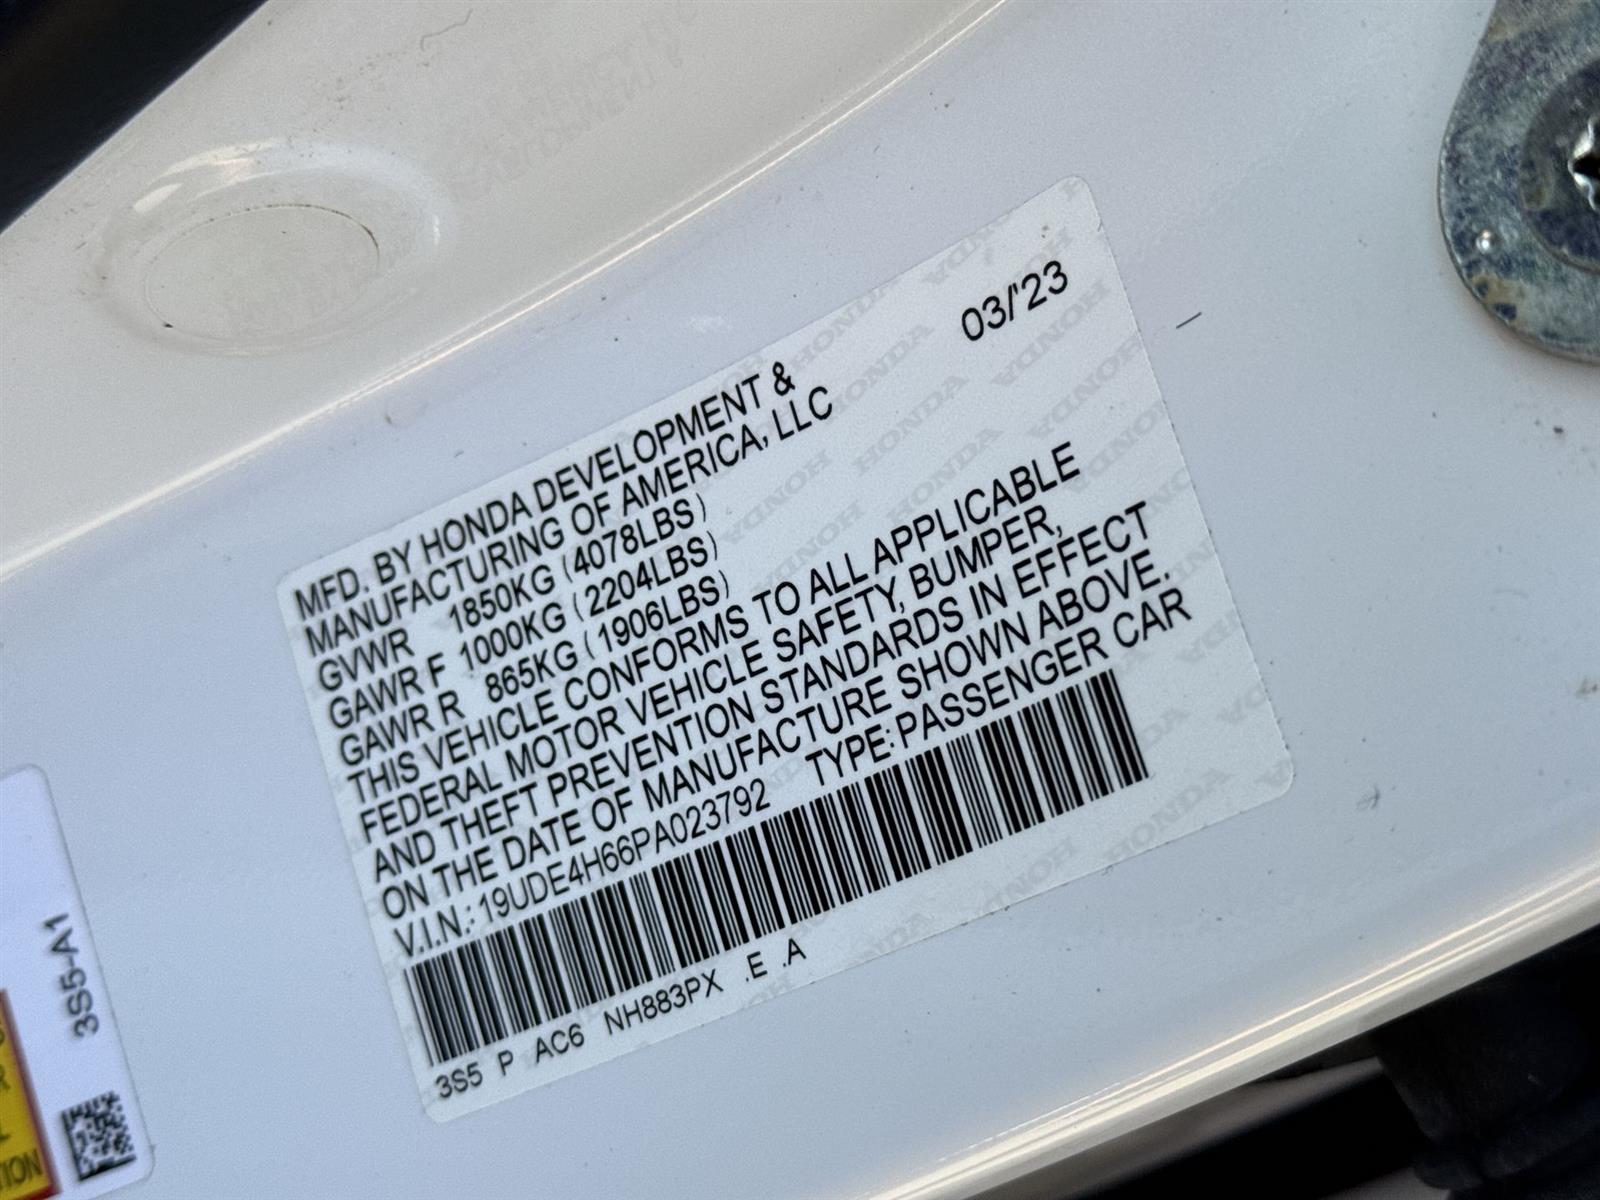 03/'23
MFD. BY HONDA DEVELOPMENT &
MANUFACTURING OF AMERICA, LLC
GVWR 1850KG (4078LBS)
GAWR F 1000KG (2204LBS)
GAWR R 865KG (1906LBS)
THIS VEHICLE CONFORMS TO ALL APPLICABLE
FEDERAL MOTOR VEHICLE SAFETY, BUMPER,
AND THEFT PREVENTION STANDARDS IN EFFECT
ON THE DATE OF MANUFACTURE SHOWN ABOVE.
V.I.N.: 19UDE4H66PA023792 TYPE: PASSENGER CAR
3S5 P AC6 NH883PX .E .A
3S5-A1